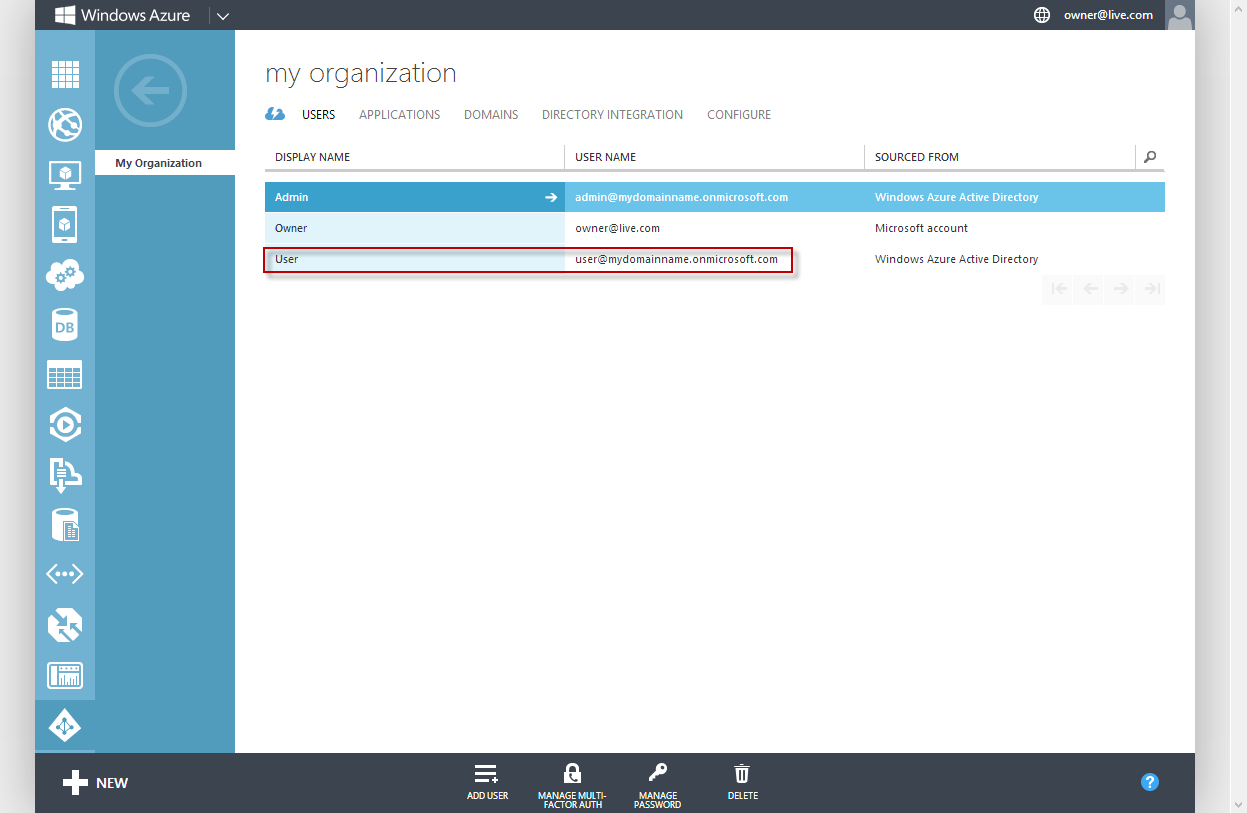 Windows Azure
owner@live.com
my organization
USERS APPLICATIONS DOMAINS DIRECTORY INTEGRATION CONFIGURE
My Organization
DISPLAY NAME USER NAME SOURCED FROM
Admin admin@mydomainname.onmicrosoft.com Windows Azure Active Directory
Owner owner@live.com Microsoft account
User user@mydomainname.onmicrosoft.com Windows Azure Active Directory
DB
NEW
ADD USER
MANAGE MULTI-
FACTOR AUTH
MANAGE
PASSWORD
DELETE
?